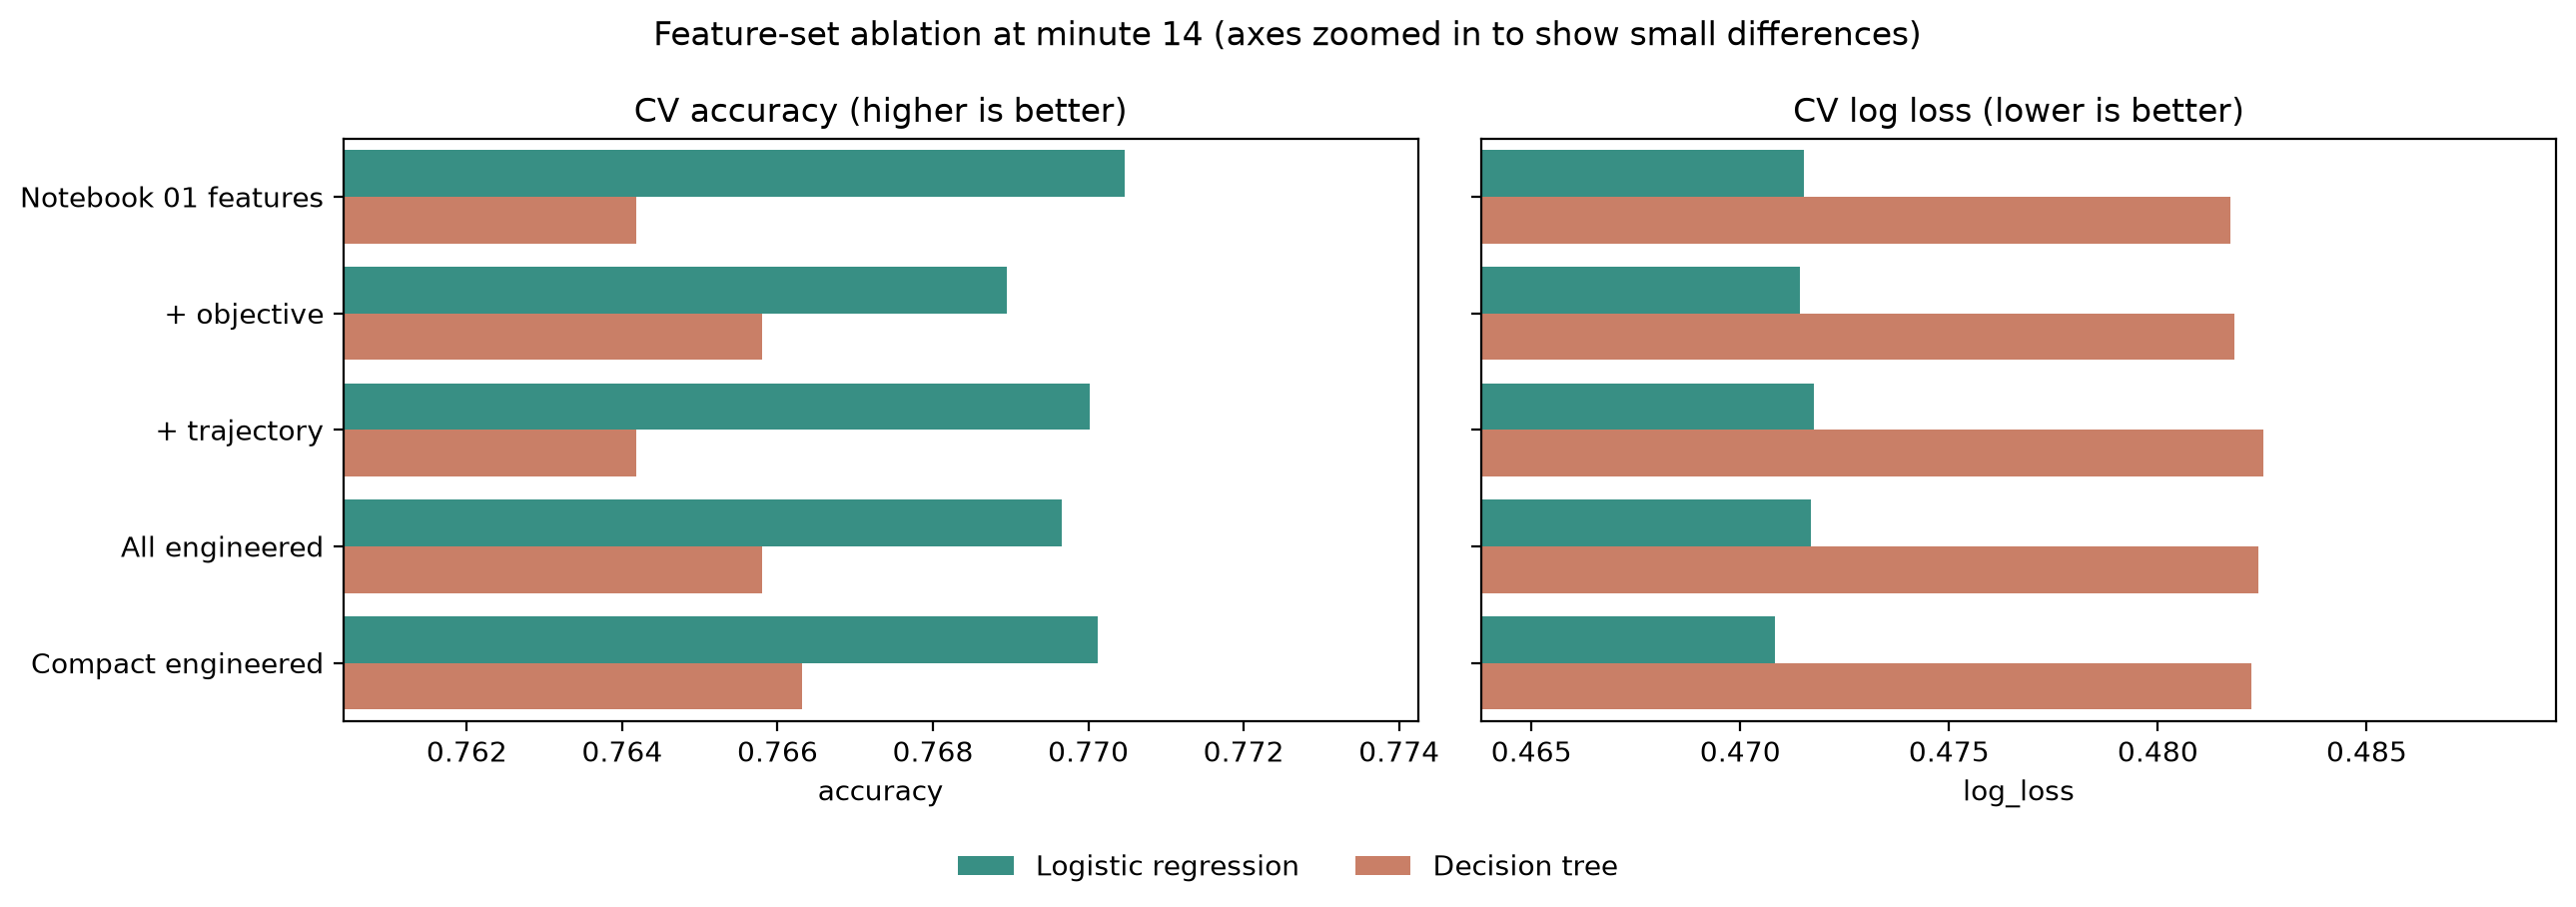 Feature-set ablation at minute 14 (axes zoomed in to show small differences)
CV accuracy (higher is better)
CV log loss (lower is better)
Notebook 01 features
+ objective
+ trajectory
All engineered
Compact engineered
0.762 0.764 0.766 0.768 0.770 0.772 0.774
accuracy
0.465 0.470 0.475 0.480 0.485
log_loss
Logistic regression
Decision tree